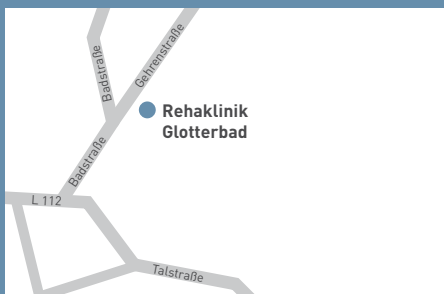 Badstraße
Gehrenstraße
Rehaklinik
Glotterbad
Badstraße
L 112
Talstraße